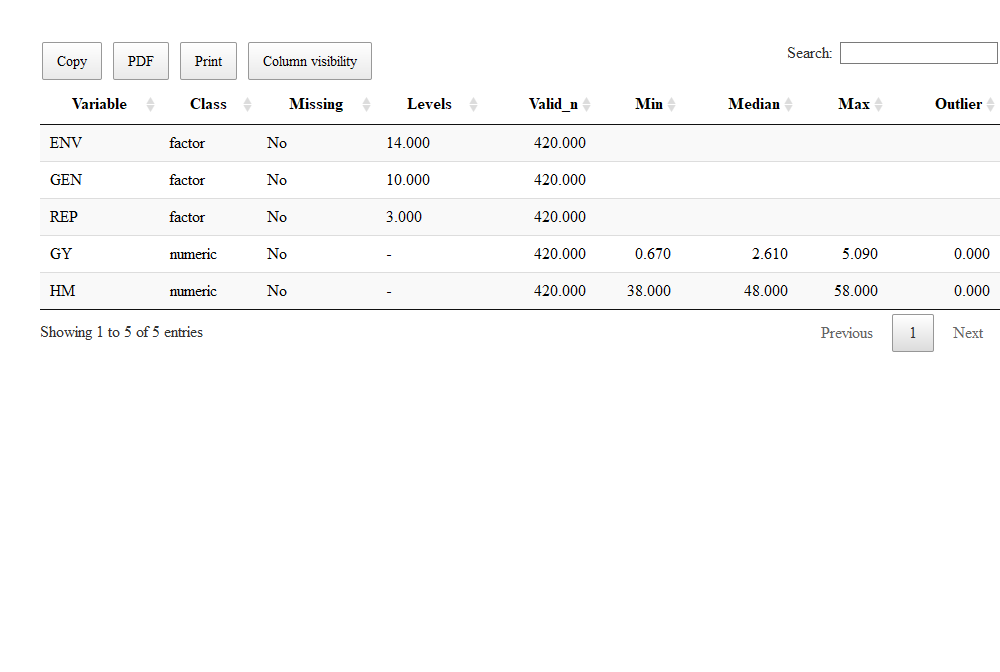 Copy PDF Print Column visibility Search:
Variable Class Missing Levels Valid_n Min Median Max Outlier
ENV factor No 14.000 420.000
GEN factor No 10.000 420.000
REP factor No 3.000 420.000
GY numeric No - 420.000 0.670 2.610 5.090 0.000
HM numeric No - 420.000 38.000 48.000 58.000 0.000
Showing 1 to 5 of 5 entries Previous 1 Next